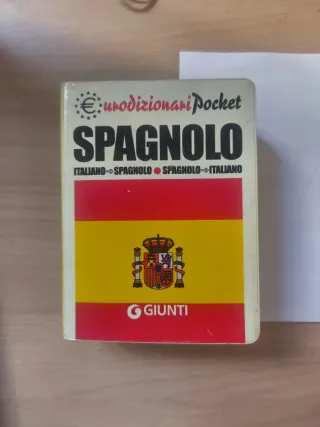 €urodizionariPocket
SPAGNOLO
ITALIANO⇨SPAGNOLO ● SPAGNOLO⇨ITALIANO
GIUNTI